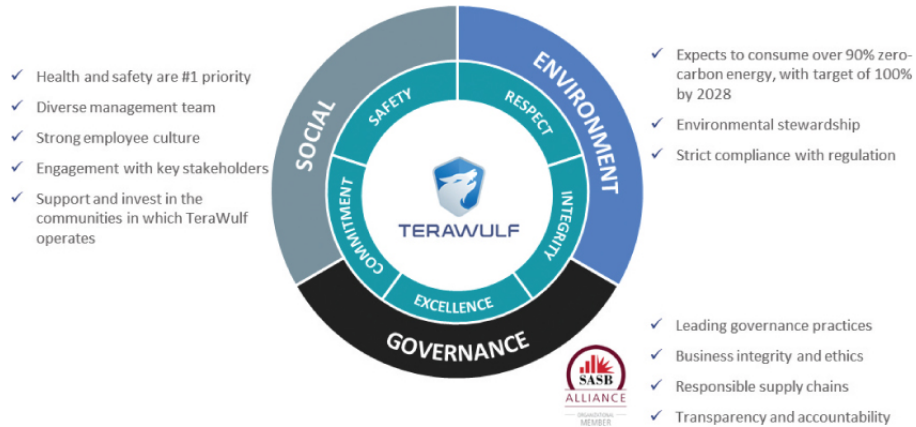 Health and safety are #1 priority
Diverse management team
Strong employee culture
Engagement with key stakeholders
Support and invest in the
communities in which TeraWulf
operates
SOCIAL
ENVIRONMENT
GOVERNANCE
SAFETY
RESPECT
INTEGRITY
EXCELLENCE
COMMITMENT
TERAWULF
Expects to consume over 90% zero-
carbon energy, with target of 100%
by 2028
Environmental stewardship
Strict compliance with regulation
SASB
ALLIANCE
ORGANIZATIONAL
MEMBER
Leading governance practices
Business integrity and ethics
Responsible supply chains
Transparency and accountability